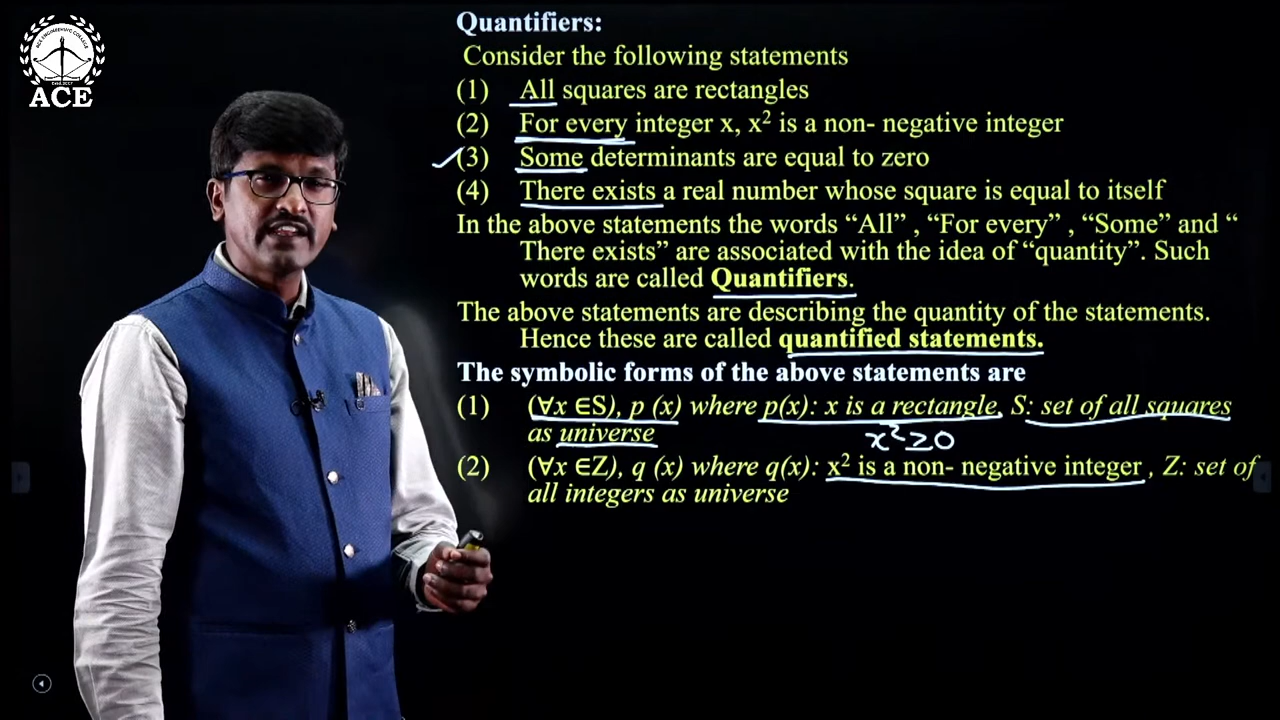 ACE ENGINEERING COLLEGE
ACE
Quantifiers:
Consider the following statements
(1) All squares are rectangles
(2) For every integer x, x² is a non- negative integer
(3) Some determinants are equal to zero
(4) There exists a real number whose square is equal to itself
In the above statements the words “All” , “For every” , “Some” and “
There exists” are associated with the idea of “quantity”. Such
words are called Quantifiers.
The above statements are describing the quantity of the statements.
Hence these are called quantified statements.
The symbolic forms of the above statements are
(1) (∀x ∈S), p (x) where p(x): x is a rectangle, S: set of all squares
as universe
x² ≥0
(2) (∀x ∈Z), q (x) where q(x): x² is a non- negative integer , Z: set of
all integers as universe